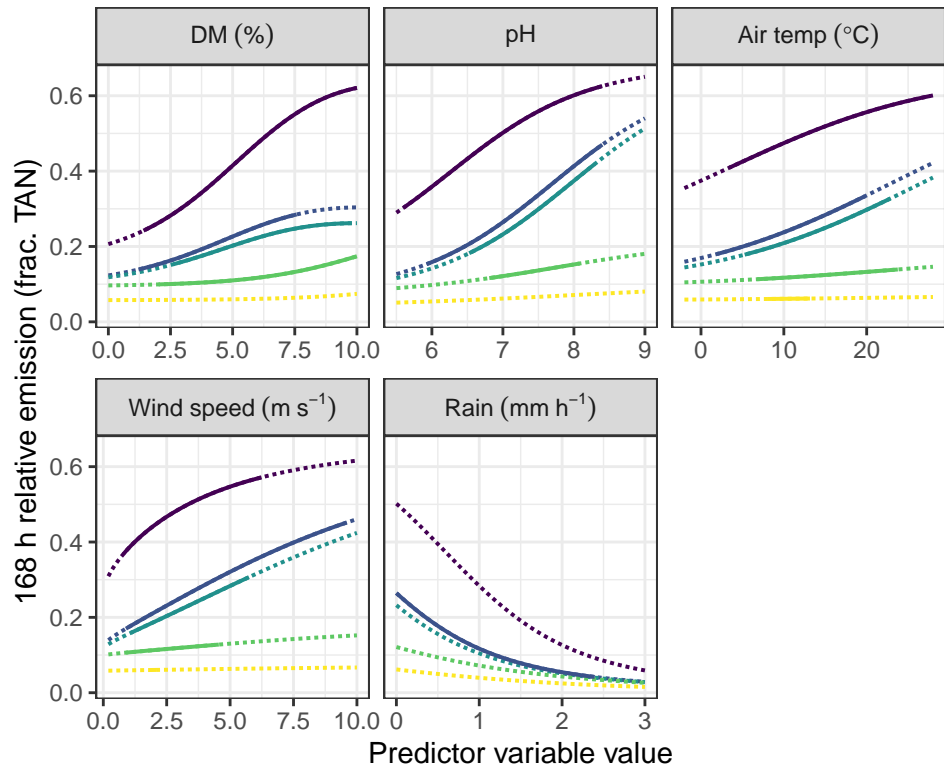 DM (%)
pH
Air temp (°C)
0.6
0.4
0.2
0.0
0.0 2.5 5.0 7.5 10.0
6 7 8 9
0 10 20
Wind speed (m s⁻¹)
Rain (mm h⁻¹)
0.6
0.4
0.2
0.0
0.0 2.5 5.0 7.5 10.0
0 1 2 3
168 h relative emission (frac. TAN)
Predictor variable value